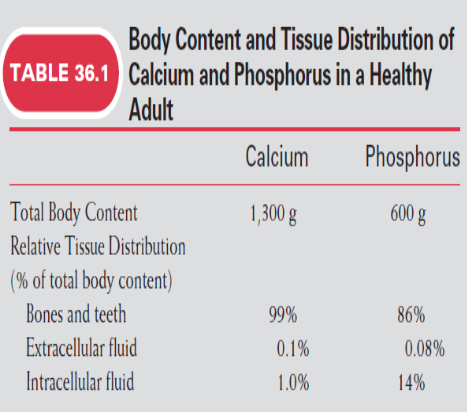 TABLE 36.1
Body Content and Tissue Distribution of
Calcium and Phosphorus in a Healthy
Adult
Calcium Phosphorus
Total Body Content 1,300 g 600 g
Relative Tissue Distribution
(% of total body content)
Bones and teeth 99% 86%
Extracellular fluid 0.1% 0.08%
Intracellular fluid 1.0% 14%